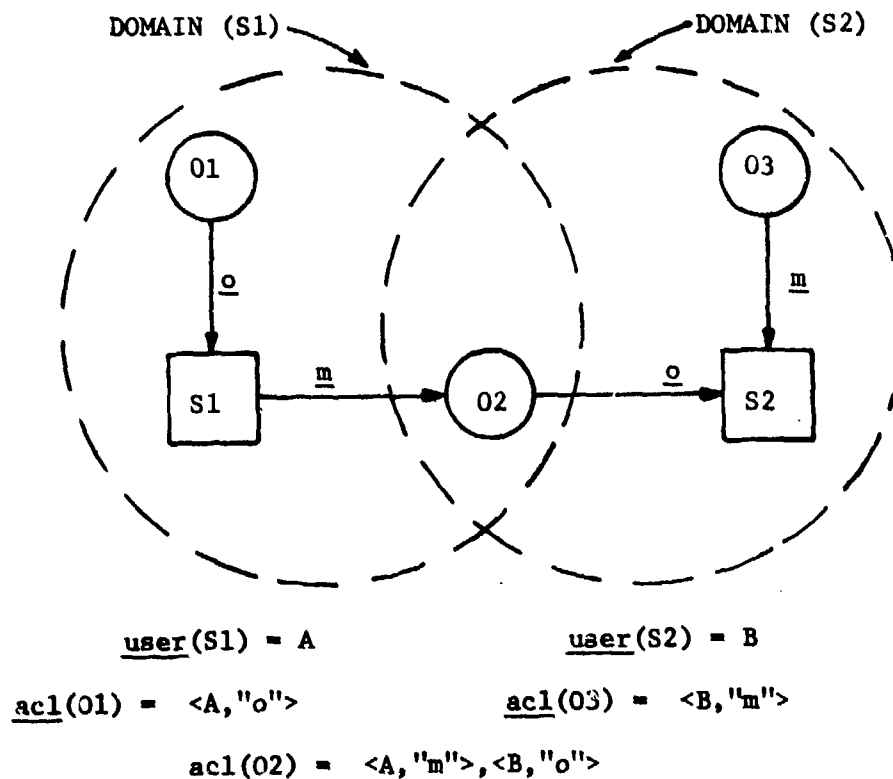 DOMAIN (S1) DOMAIN (S2)
O1 O3
o m
m o
S1 O2 S2
user(S1) = A user(S2) = B
acl(O1) = <A,"o"> acl(O3) = <B,"m">
acl(O2) = <A,"m">,<B,"o">